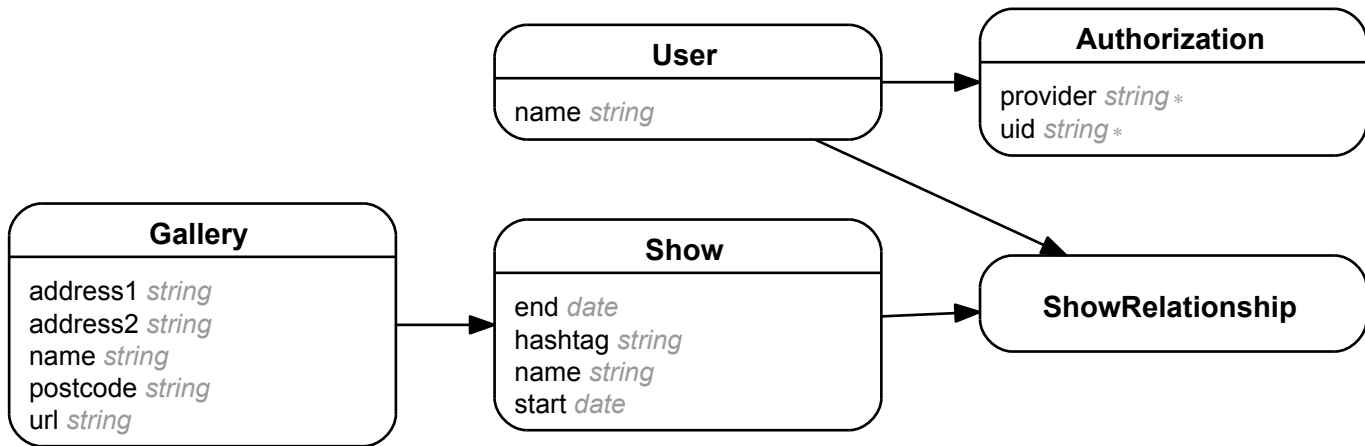 User
name string
Authorization
provider string *
uid string *
Gallery
address1 string
address2 string
name string
postcode string
url string
Show
end date
hashtag string
name string
start date
ShowRelationship